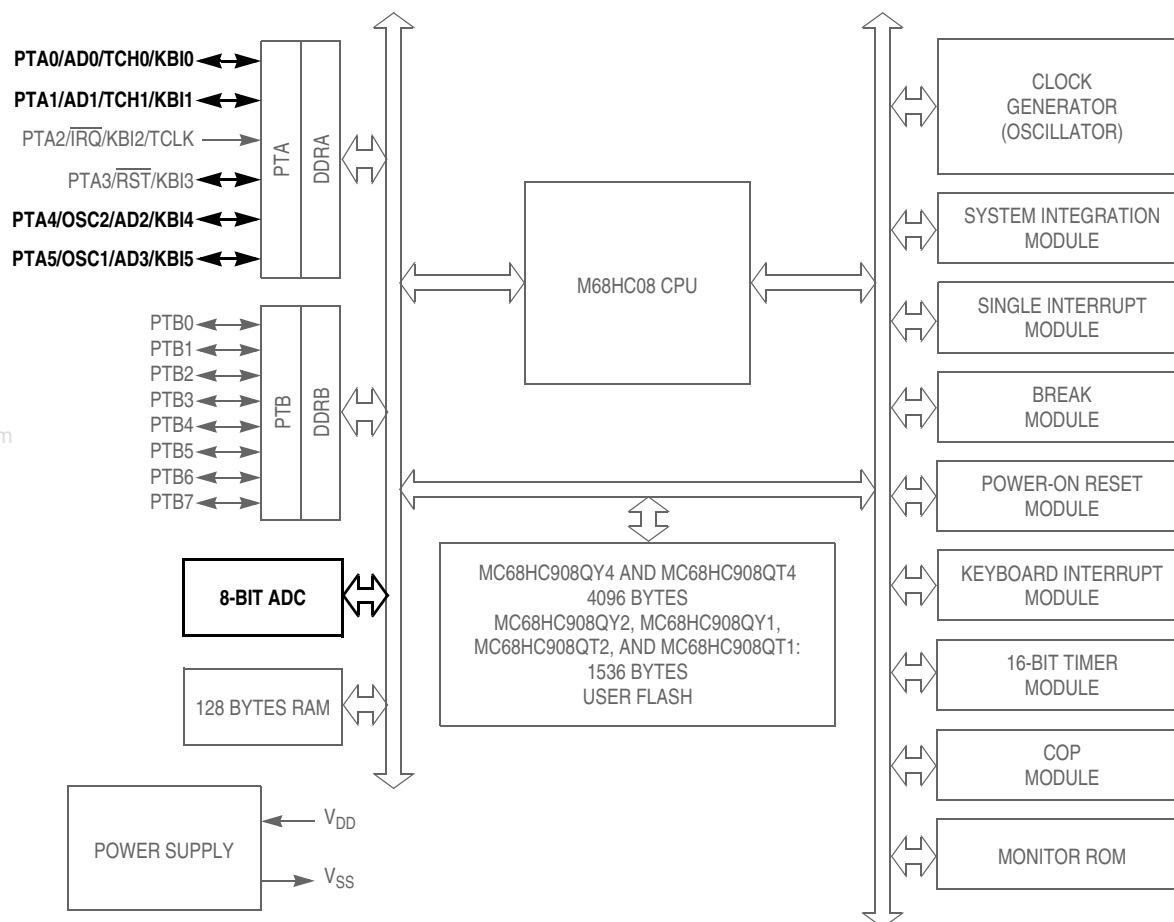 PTA0/AD0/TCH0/KBI0
PTA1/AD1/TCH1/KBI1
PTA2/I̅R̅Q̅/KBI2/TCLK
PTA3/R̅S̅T̅/KBI3
PTA4/OSC2/AD2/KBI4
PTA5/OSC1/AD3/KBI5
PTA
DDRA
PTB0
PTB1
PTB2
PTB3
PTB4
PTB5
PTB6
PTB7
PTB
DDRB
m
8-BIT ADC
128 BYTES RAM
POWER SUPPLY
V_DD
V_SS
M68HC08 CPU
MC68HC908QY4 AND MC68HC908QT4
4096 BYTES
MC68HC908QY2, MC68HC908QY1,
MC68HC908QT2, AND MC68HC908QT1:
1536 BYTES
USER FLASH
CLOCK
GENERATOR
(OSCILLATOR)
SYSTEM INTEGRATION
MODULE
SINGLE INTERRUPT
MODULE
BREAK
MODULE
POWER-ON RESET
MODULE
KEYBOARD INTERRUPT
MODULE
16-BIT TIMER
MODULE
COP
MODULE
MONITOR ROM